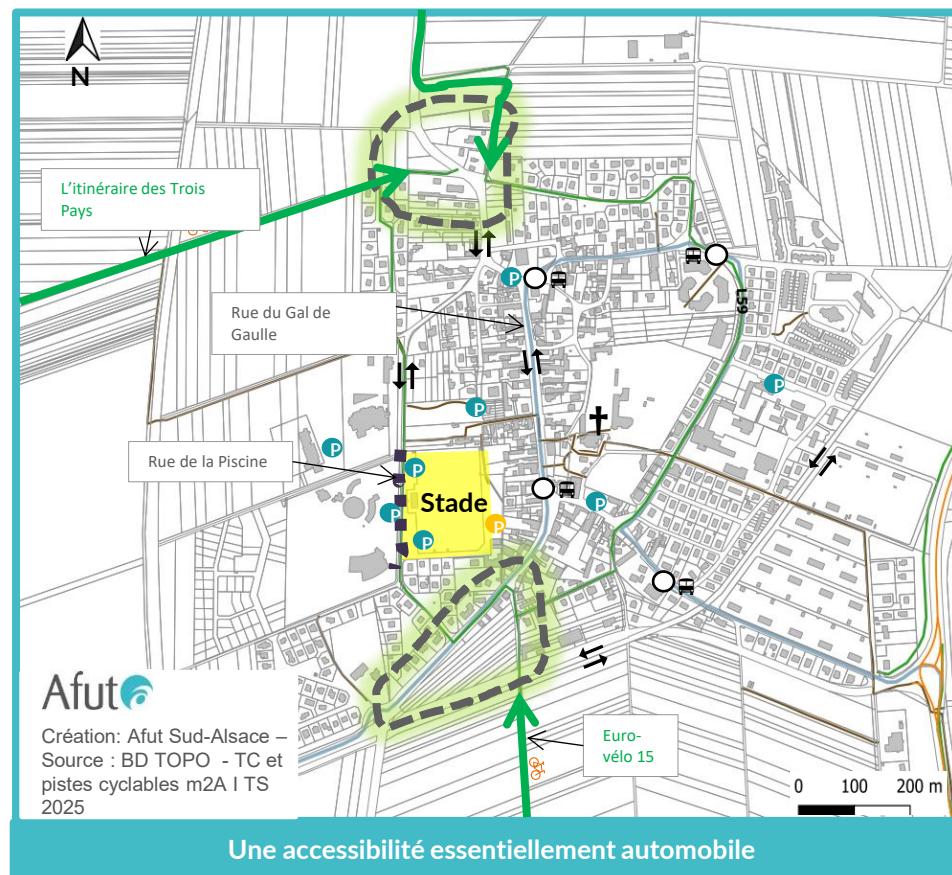 N
L'itinéraire des Trois
Pays
P
L59
Rue du Gal de
Gaulle
P
P
P
Rue de la Piscine
P
Stade
P
P
P
P
Afut
Création: Afut Sud-Alsace –
Source : BD TOPO - TC et
pistes cyclables m2A I TS
2025
Euro-
vélo 15
0 100 200 m
Une accessibilité essentiellement automobile